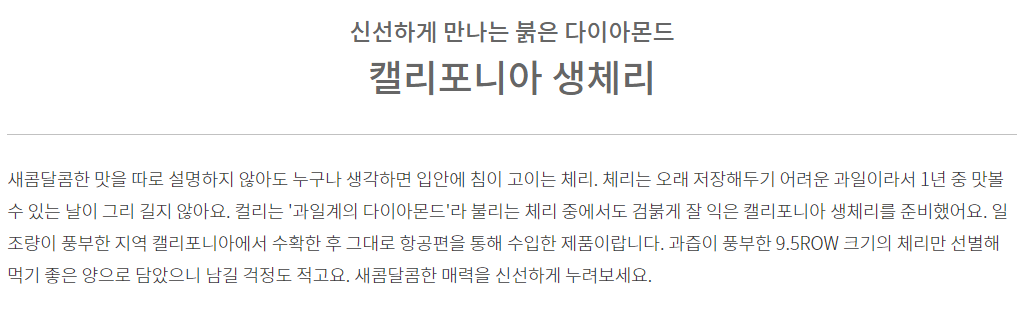 신선하게 만나는 붉은 다이아몬드
캘리포니아 생체리
새콤달콤한 맛을 따로 설명하지 않아도 누구나 생각하면 입안에 침이 고이는 체리. 체리는 오래 저장해두기 어려운 과일이라서 1년 중 맛볼
수 있는 날이 그리 길지 않아요. 컬리는 '과일계의 다이아몬드'라 불리는 체리 중에서도 검붉게 잘 익은 캘리포니아 생체리를 준비했어요. 일
조량이 풍부한 지역 캘리포니아에서 수확한 후 그대로 항공편을 통해 수입한 제품이랍니다. 과즙이 풍부한 9.5ROW 크기의 체리만 선별해
먹기 좋은 양으로 담았으니 남길 걱정도 적고요. 새콤달콤한 매력을 신선하게 누려보세요.